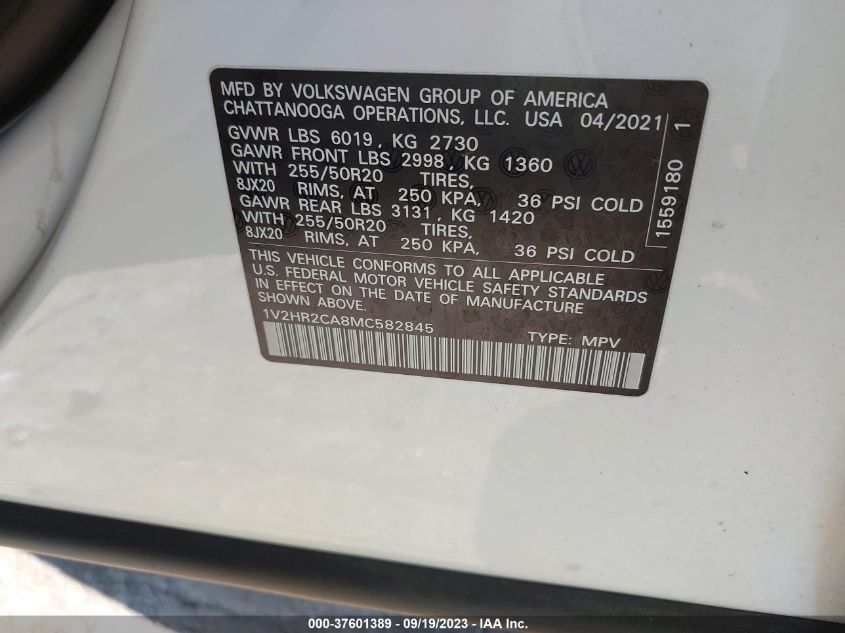 MFD BY VOLKSWAGEN GROUP OF AMERICA
CHATTANOOGA OPERATIONS, LLC. USA 04/2021
GVWR LBS 6019, KG 2730
GAWR FRONT LBS 2998, KG 1360
WITH 255/50R20 TIRES,
8JX20 RIMS, AT 250 KPA, 36 PSI COLD
GAWR REAR LBS 3131, KG 1420
WITH 255/50R20 TIRES,
8JX20 RIMS, AT 250 KPA, 36 PSI COLD
THIS VEHICLE CONFORMS TO ALL APPLICABLE
U.S. FEDERAL MOTOR VEHICLE SAFETY STANDARDS
IN EFFECT ON THE DATE OF MANUFACTURE
SHOWN ABOVE.
1V2HR2CA8MC582845 TYPE: MPV
1559180 1
000-37601389 - 09/19/2023 - IAA Inc.